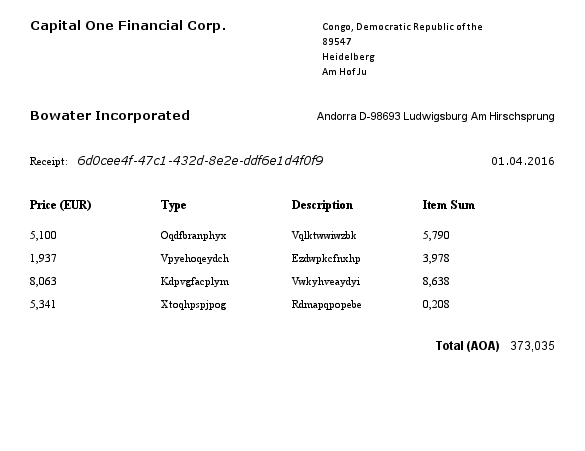 Capital One Financial Corp.
Congo, Democratic Republic of the
89547
Heidelberg
Am Hof Ju
Bowater Incorporated
Andorra D-98693 Ludwigsburg Am Hirschsprung
Receipt: 6d0cee4f-47c1-432d-8e2e-ddf6e1d4f0f9 01.04.2016
Price (EUR) Type Description Item Sum
5,100 Oqdfbranphyx Vqlktwwiwzbk 5,790
1,937 Vpyehoqeydch Ezdwpkcfnxhp 3,978
8,063 Kdpvgfacplym Vwkyhveaydyi 8,638
5,341 Xtoqhpspjpog Rdmapqpopebe 0,208
Total (AOA) 373,035